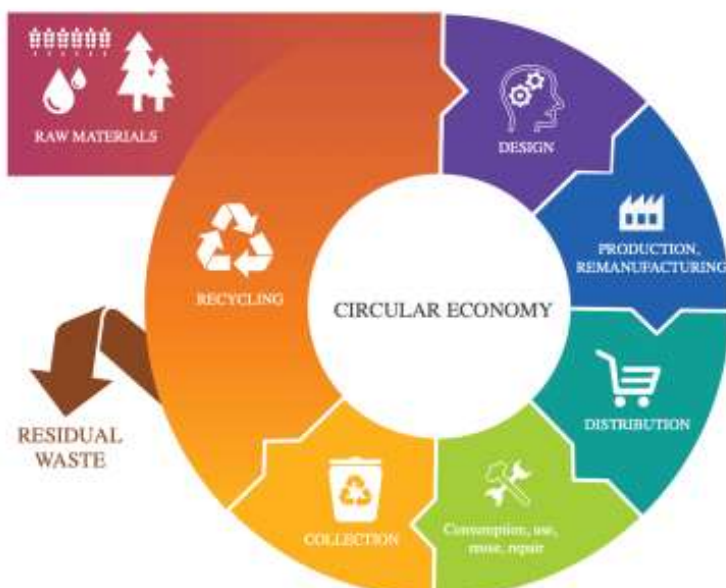 RAW MATERIALS
DESIGN
PRODUCTION,
REMANUFACTURING
RECYCLING
CIRCULAR ECONOMY
DISTRIBUTION
RESIDUAL
WASTE
COLLECTION
Consumption, use,
reuse, repair